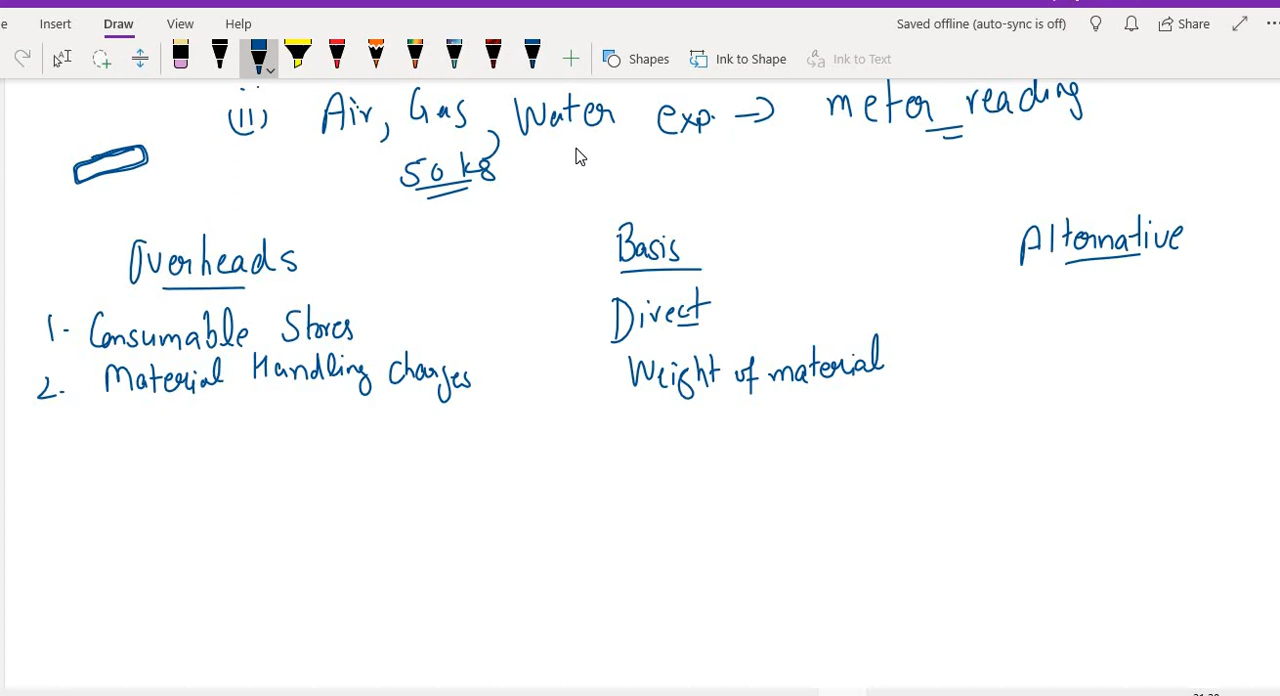 e Insert Draw View Help Saved offline (auto-sync is off) Share
Shapes Ink to Shape Ink to Text
(ii) Air, Gas, Water exp. → meter reading
50 kg
Overheads Basis Alternative
1. Consumable Stores Direct
2. Material Handling charges Weight of material